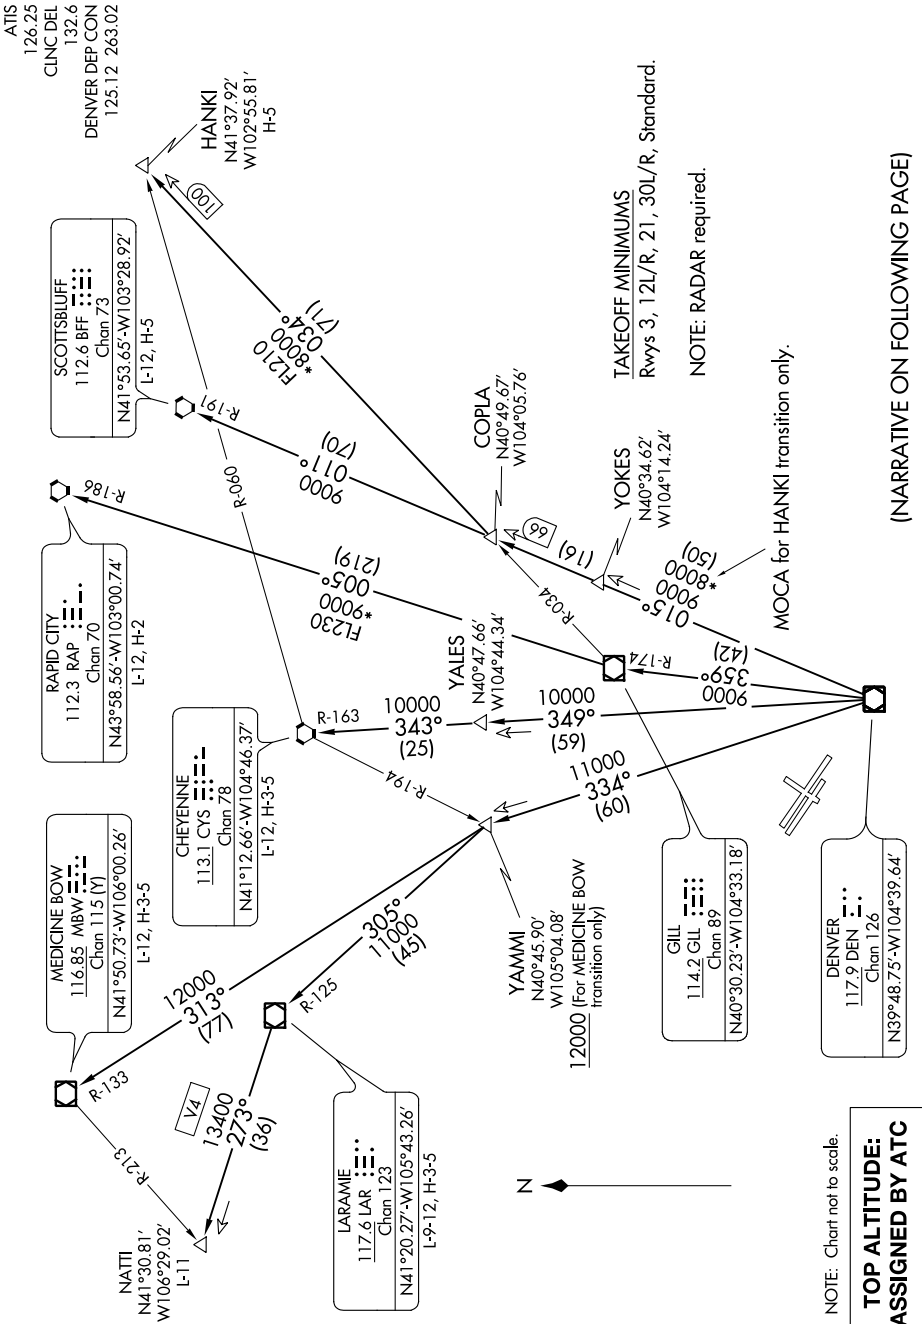 ATIS
126.25
CLNC DEL
132.6
DENVER DEP CON
125.12 263.02
HANKI
N41°37.92′
W102°55.81′
H-5
100
SCOTTSBLUFF
112.6 BFF
Chan 73
N41°53.65′-W103°28.92′
L-12, H-5
R-191
RAPID CITY
112.3 RAP
Chan 70
N43°58.56′-W103°00.74′
L-12, H-2
R-186
MEDICINE BOW
116.85 MBW
Chan 115 (Y)
N41°50.73′-W106°00.26′
L-12, H-3-5
R-133
CHEYENNE
113.1 CYS
Chan 78
N41°12.66′-W104°46.37′
L-12, H-3-5
R-163
R-060
R-194
R-213
NATTI
N41°30.81′
W106°29.02′
L-11
V4
13400
273°
(36)
12000
313°
(77)
305°
11000
(45)
R-125
LARAMIE
117.6 LAR
Chan 123
N41°20.27′-W105°43.26′
L-9-12, H-3-5
YAMMI
N40°45.90′
W105°04.08′
12000 (For MEDICINE BOW
transition only)
11000
334°
(60)
10000
343°
(25)
YALES
N40°47.66′
W104°44.34′
10000
346°
(59)
FL230
*9000
005°
(219)
9000
011°
(70)
FL210
*8000
034°
(71)
COPLA
N40°49.67′
W104°05.76′
66
(16)
R-034
YOKES
N40°34.62′
W104°14.24′
R-174
9000
359°
(42)
015°
9000
*8000
(50)
MOCA for HANKI transition only.
GILL
114.2 GLL
Chan 89
N40°30.23′-W104°33.18′
DENVER
117.9 DEN
Chan 126
N39°48.75′-W104°39.64′
TAKEOFF MINIMUMS
Rwys 3, 12L/R, 21, 30L/R, Standard.
NOTE: RADAR required.
(NARRATIVE ON FOLLOWING PAGE)
N
NOTE: Chart not to scale.
TOP ALTITUDE:
ASSIGNED BY ATC